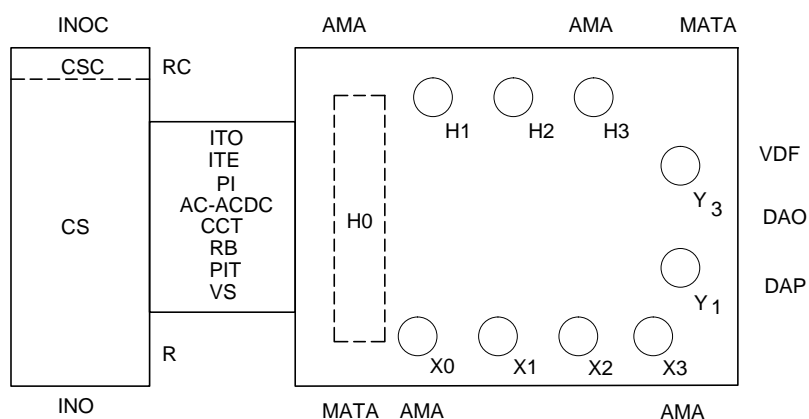 INOC
AMA
AMA
MATA
CSC
RC
H1
H2
H3
ITO
ITE
PI
AC-ACDC
CCT
RB
PIT
VS
CS
H0
VDF
Y 3
DAO
DAP
Y 1
R
X0
X1
X2
X3
INO
MATA
AMA
AMA